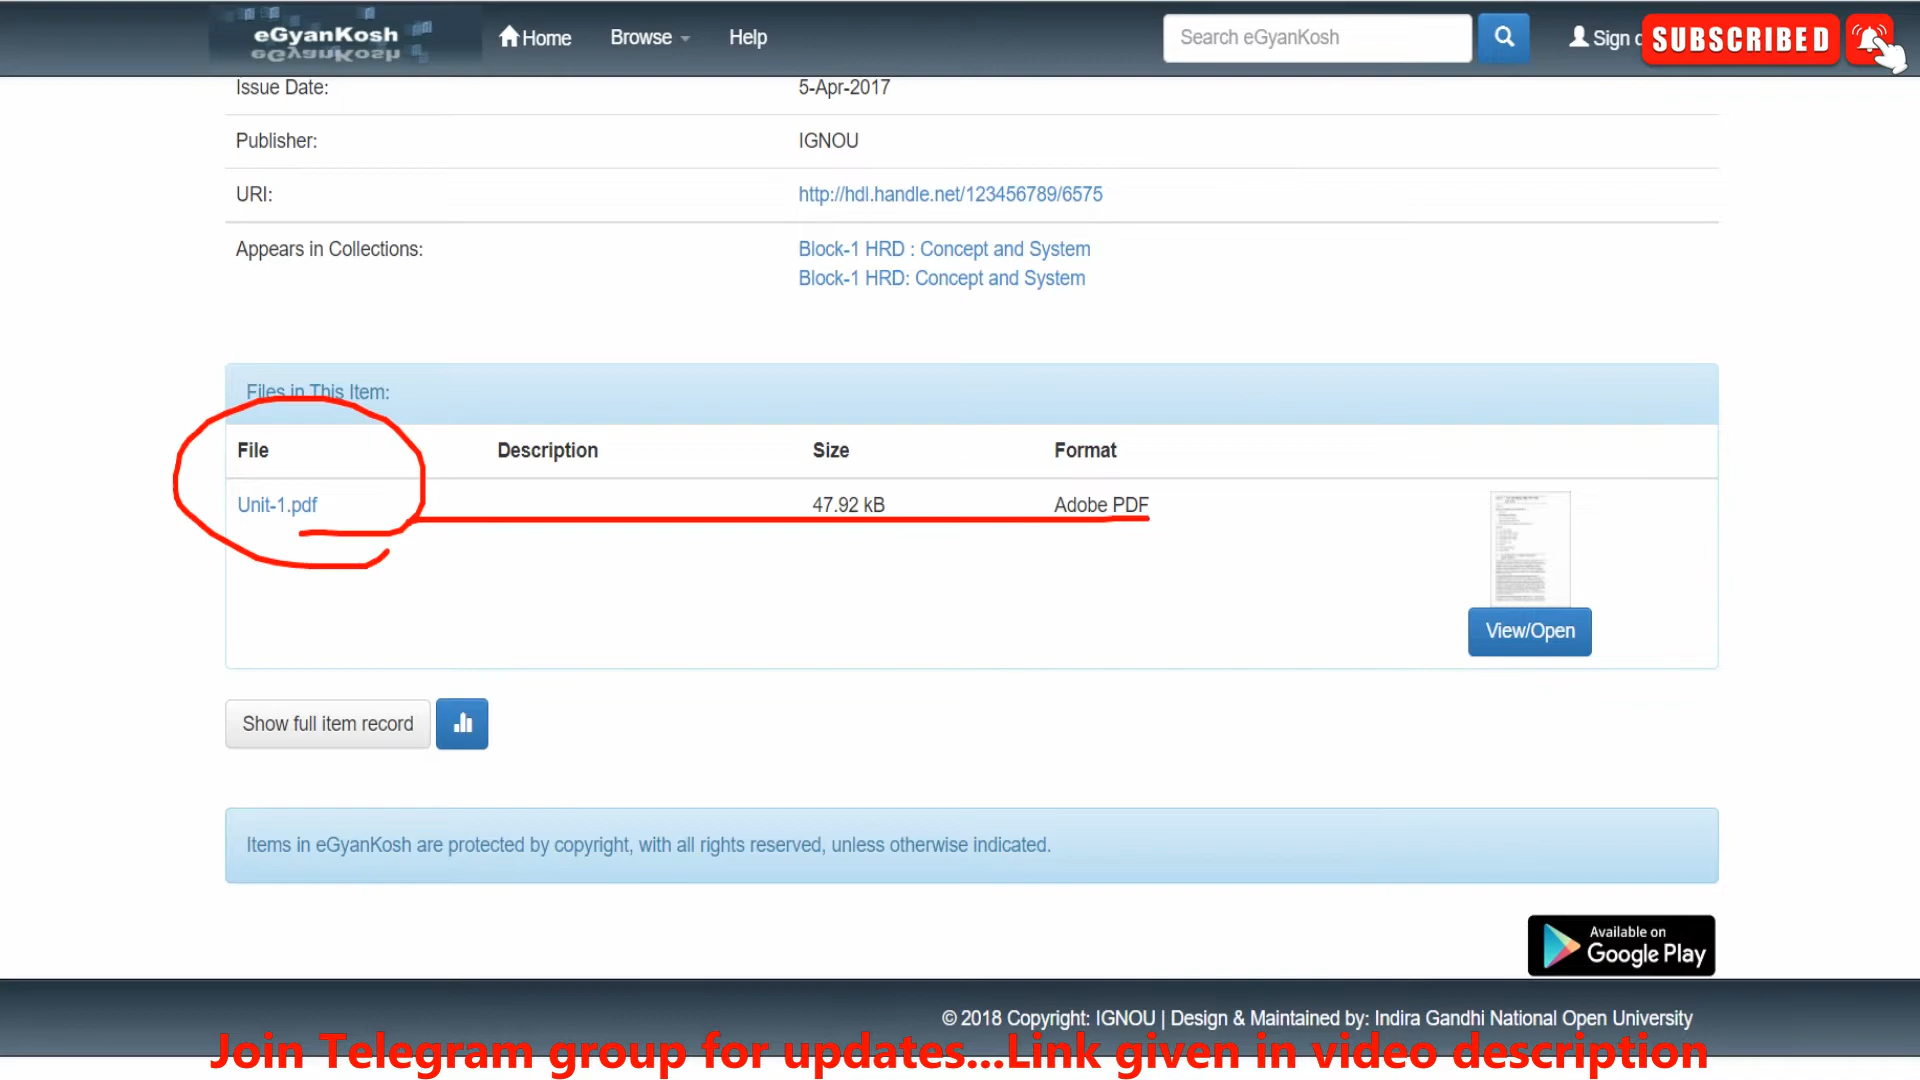 eGyanKosh
Home
Browse
Help
Search eGyanKosh
Sign o
SUBSCRIBED
Issue Date:
5-Apr-2017
Publisher:
IGNOU
URI:
http://hdl.handle.net/123456789/6575
Appears in Collections:
Block-1 HRD : Concept and System
Block-1 HRD: Concept and System
Files in This Item:
File Description Size Format
Unit-1.pdf 47.92 kB Adobe PDF
View/Open
Show full item record
Items in eGyanKosh are protected by copyright, with all rights reserved, unless otherwise indicated.
Available on
Google Play
© 2018 Copyright: IGNOU | Design & Maintained by: Indira Gandhi National Open University
Join Telegram group for updates...Link given in video description